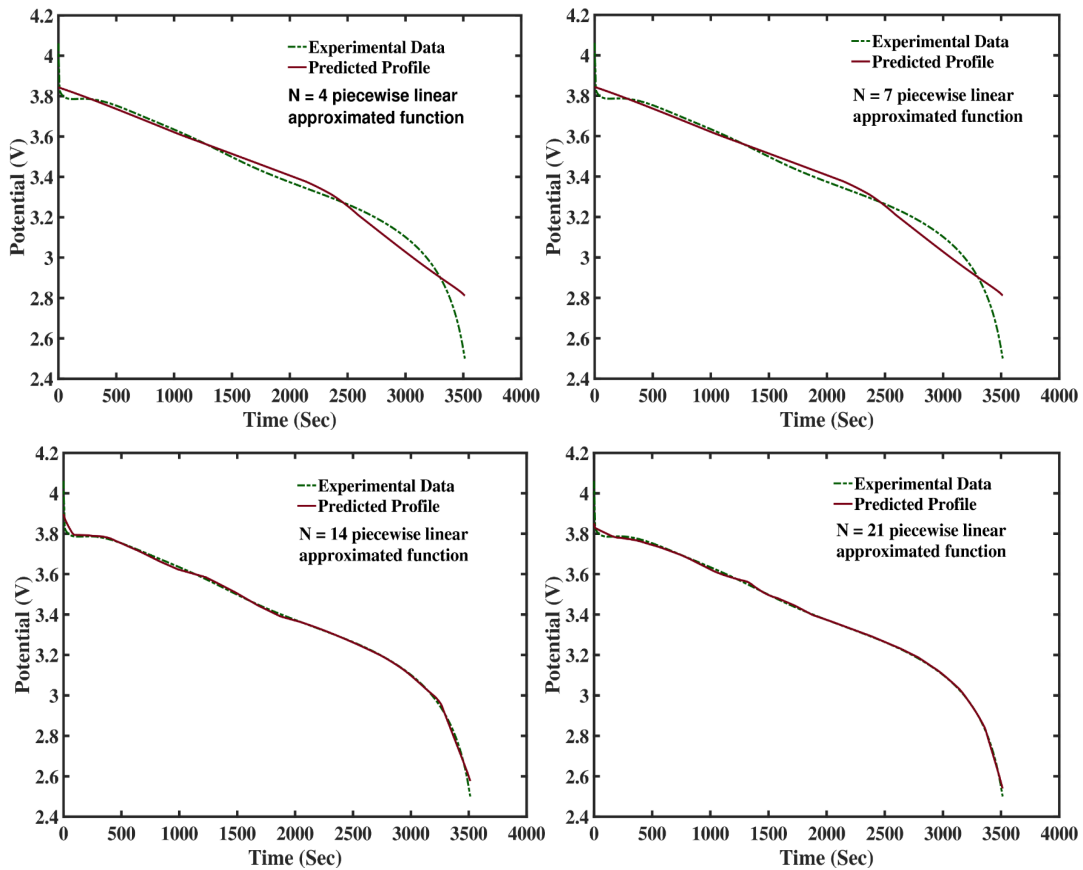 4.2
4
3.8
3.6
3.4
3.2
3
2.8
2.6
2.4
Potential (V)
Experimental Data
Predicted Profile
N = 4 piecewise linear
approximated function
0 500 1000 1500 2000 2500 3000 3500 4000
Time (Sec)
4.2
4
3.8
3.6
3.4
3.2
3
2.8
2.6
2.4
Potential (V)
Experimental Data
Predicted Profile
N = 7 piecewise linear
approximated function
0 500 1000 1500 2000 2500 3000 3500 4000
Time (Sec)
4.2
4
3.8
3.6
3.4
3.2
3
2.8
2.6
2.4
Potential (V)
Experimental Data
Predicted Profile
N = 14 piecewise linear
approximated function
0 500 1000 1500 2000 2500 3000 3500 4000
Time (Sec)
4.2
4
3.8
3.6
3.4
3.2
3
2.8
2.6
2.4
Potential (V)
Experimental Data
Predicted Profile
N = 21 piecewise linear
approximated function
0 500 1000 1500 2000 2500 3000 3500 4000
Time (Sec)